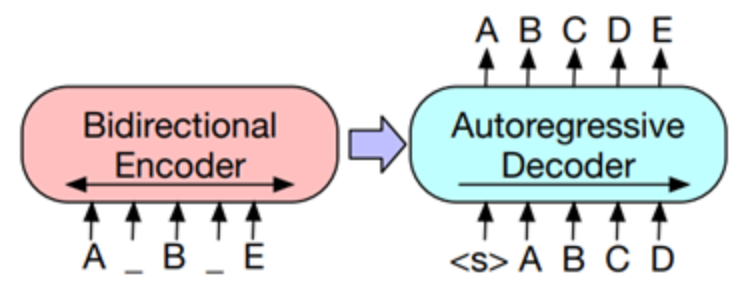 A B C D E
Bidirectional
Encoder
Autoregressive
Decoder
A _ B _ E
<s> A B C D